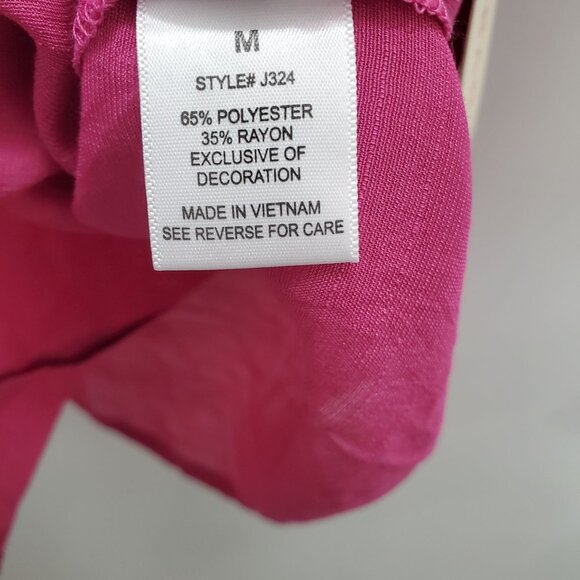 M
STYLE# J324
65% POLYESTER
35% RAYON
EXCLUSIVE OF
DECORATION
MADE IN VIETNAM
SEE REVERSE FOR CARE